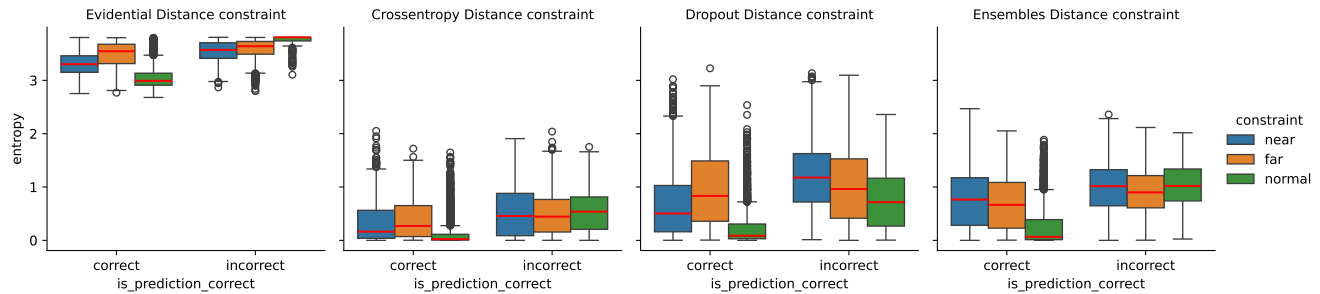 Evidential Distance constraint
Crossentropy Distance constraint
Dropout Distance constraint
Ensembles Distance constraint
entropy
3
2
1
0
correct
incorrect
is_prediction_correct
correct
incorrect
is_prediction_correct
correct
incorrect
is_prediction_correct
correct
incorrect
is_prediction_correct
constraint
near
far
normal